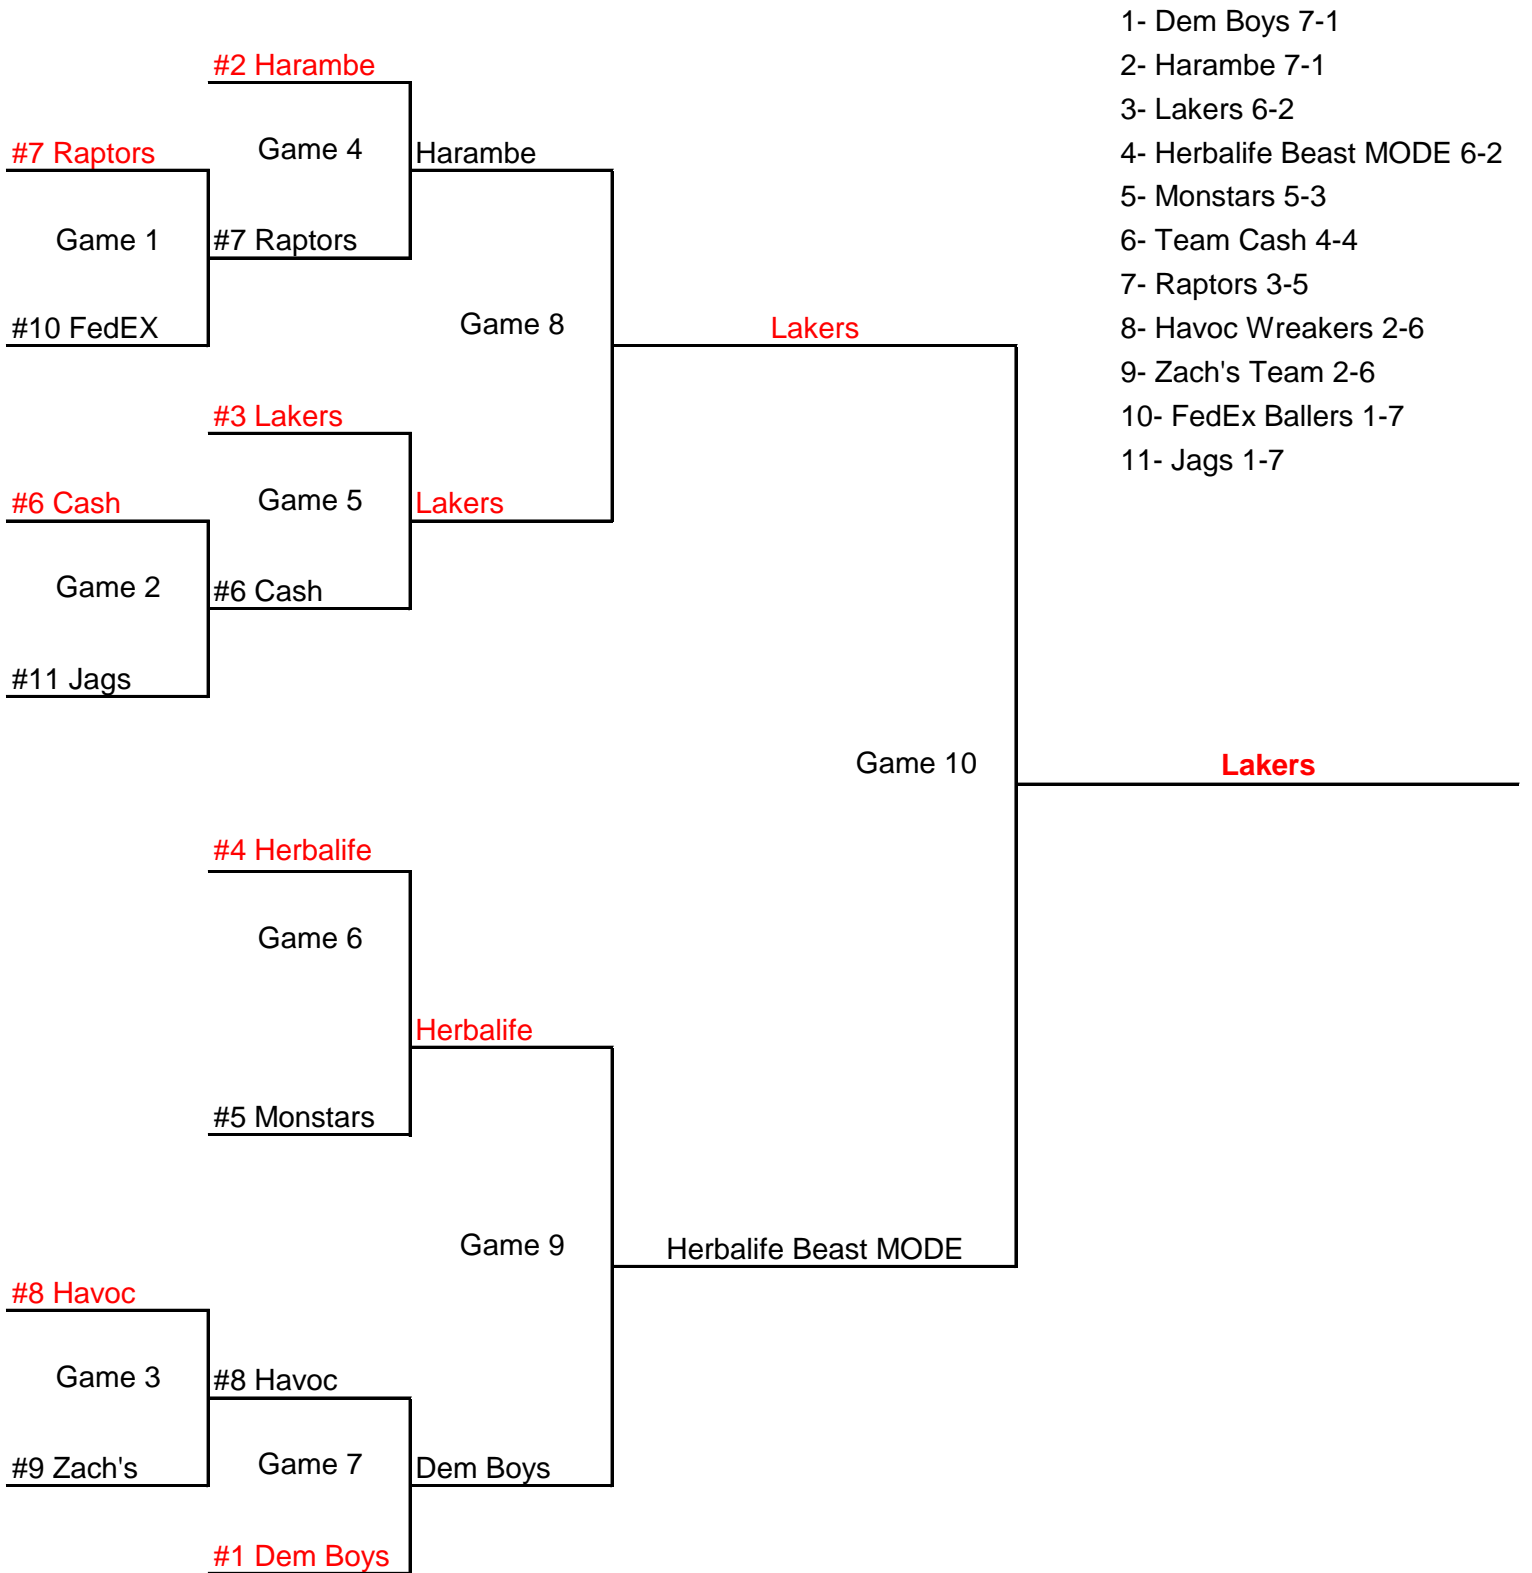 1- Dem Boys 7-1
#2 Harambe
2- Harambe 7-1
3- Lakers 6-2
#7 Raptors
Game 4
Harambe
4- Herbalife Beast MODE 6-2
5- Monstars 5-3
Game 1
#7 Raptors
6- Team Cash 4-4
7- Raptors 3-5
#10 FedEX
Game 8
Lakers
8- Havoc Wreakers 2-6
9- Zach's Team 2-6
#3 Lakers
10- FedEx Ballers 1-7
11- Jags 1-7
#6 Cash
Game 5
Lakers
Game 2
#6 Cash
#11 Jags
Game 10
Lakers
#4 Herbalife
Game 6
Herbalife
#5 Monstars
Game 9
Herbalife Beast MODE
#8 Havoc
Game 3
#8 Havoc
#9 Zach's
Game 7
Dem Boys
#1 Dem Boys